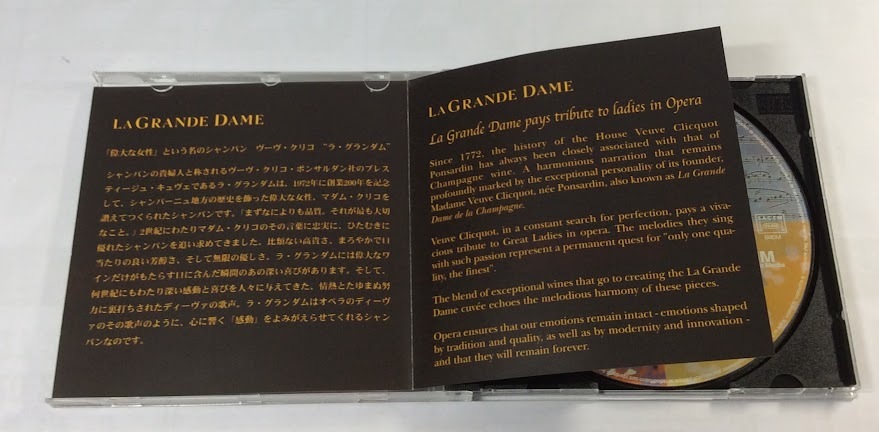 LA GRANDE DAME
「偉大な女性」という名のシャンパン ヴーヴ・クリコ “ラ・グランダム”
シャンパンの貴婦人と称されるヴーヴ・クリコ・ポンサルダン社のプレス
ティージュ・キュヴェであるラ・グランダムは、1972年に創業200年を記念
して、シャンパーニュ地方の歴史を飾った偉大な女性、マダム・クリコを
讃えてつくられたシャンパンです。「まずなによりも品質。それが最も大切
なこと。」2世紀にわたりマダム・クリコのその言葉に忠実に、ひたむきに
優れたシャンパンを追い求めてきました。比類ない高貴さ、まろやかで口
当たりの良い芳醇さ、そして無限の優しさ。ラ・グランダムには偉大なワ
インだけがもたらす口に含んだ瞬間のあの深い喜びがあります。そして、
何世紀にもわたり深い感動と喜びを人々に与えてきた、情熱とたゆまぬ努
力に裏打ちされたディーヴァの歌声。ラ・グランダムはオペラのディーヴ
ァのその歌声のように、心に響く「感動」をよみがえらせてくれるシャン
パンなのです。
LA GRANDE DAME
La Grande Dame pays tribute to ladies in Opera
Since 1772, the history of the House Veuve Clicquot
Ponsardin has always been closely associated with that of
Champagne wine. A harmonious narration that remains
profoundly marked by the exceptional personality of its founder,
Madame Veuve Clicquot, née Ponsardin, also known as La Grande
Dame de la Champagne.
Veuve Clicquot, in a constant search for perfection, pays a viva-
cious tribute to Great Ladies in opera. The melodies they sing
with such passion represent a permanent quest for "only one qua-
lity, the finest".
The blend of exceptional wines that go to creating the La Grande
Dame cuvée echoes the melodious harmony of these pieces.
Opera ensures that our emotions remain intact - emotions shaped
by tradition and quality, as well as by modernity and innovation -
and that they will remain forever.
SACEM